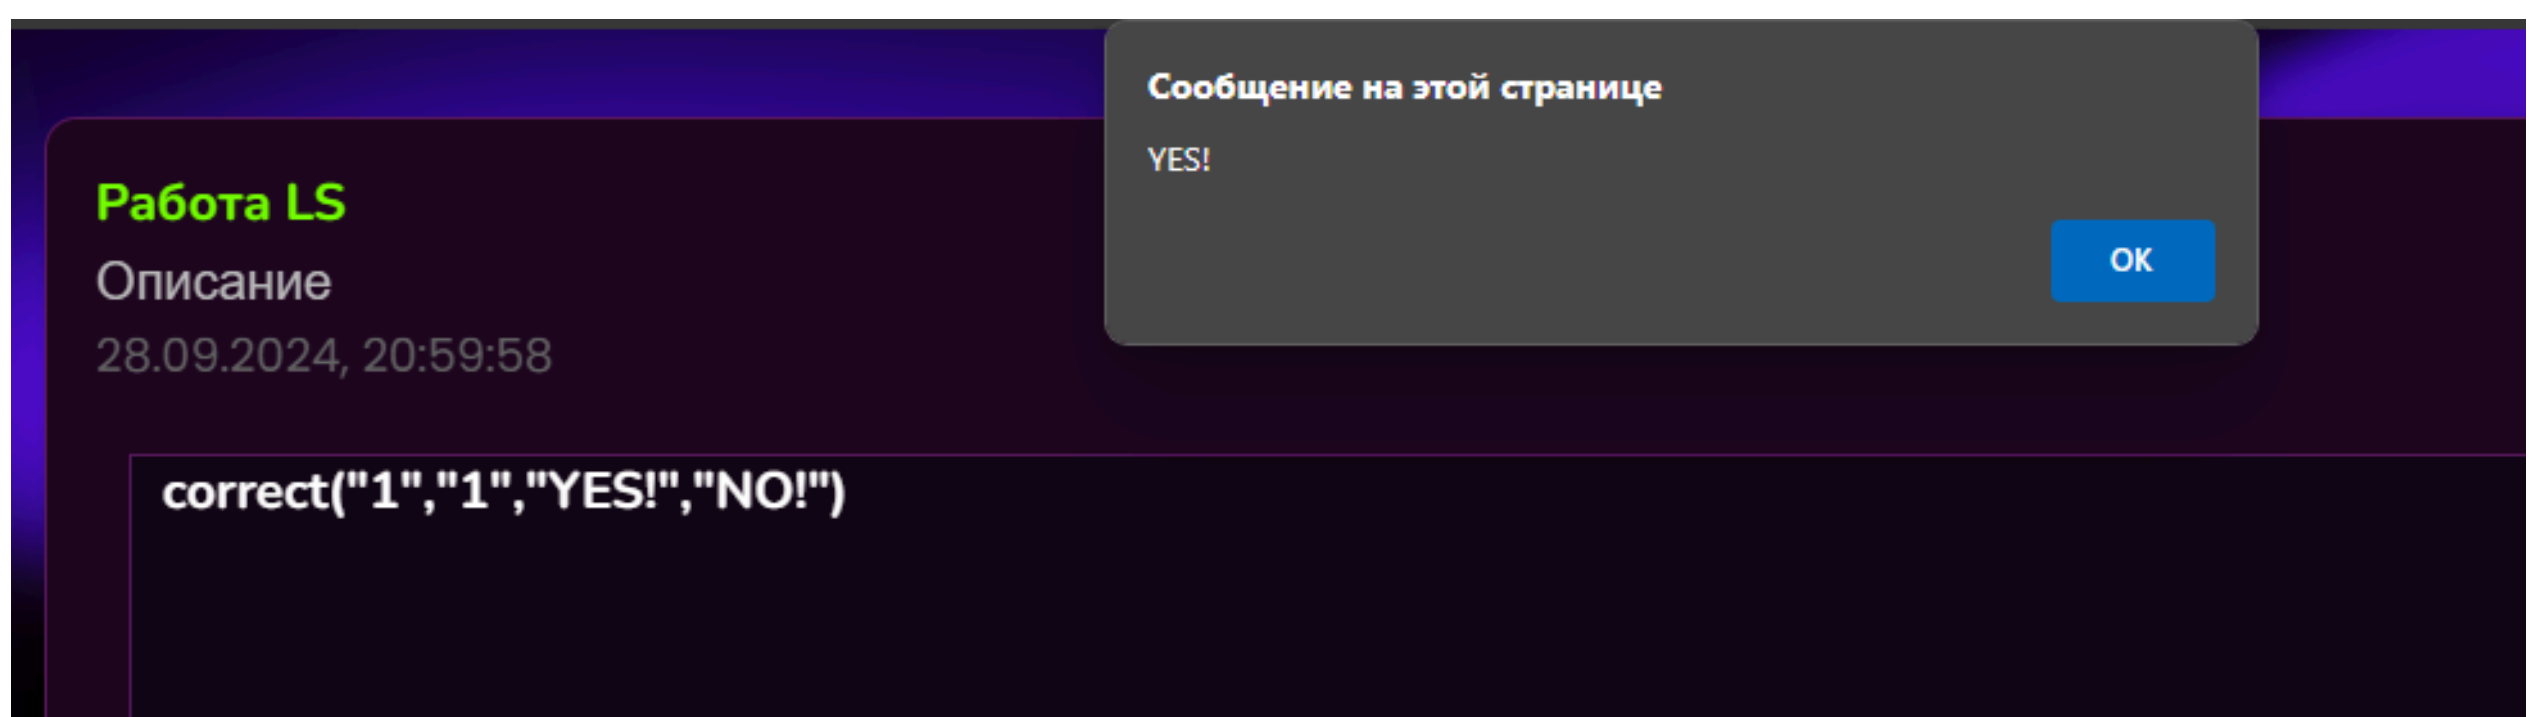 Сообщение на этой странице
YES!
OK
Работа LS
Описание
28.09.2024, 20:59:58
correct("1","1","YES!","NO!")